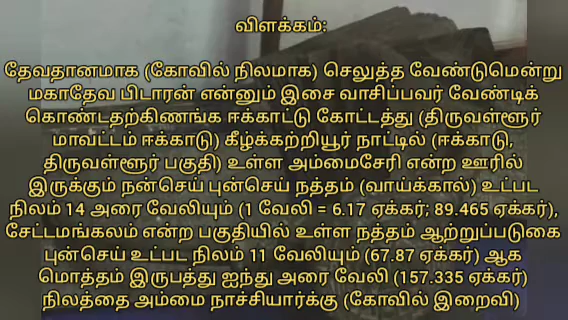 விளக்கம்:
தேவதானமாக (கோவில் நிலமாக) செலுத்த வேண்டுமென்று
மகாதேவ பிடாரன் என்னும் இசை வாசிப்பவர் வேண்டிக்
கொண்டதற்கிணங்க ஈக்காட்டு கோட்டத்து (திருவள்ளூர்
மாவட்டம் ஈக்காடு) கீழ்க்கற்றியூர் நாட்டில் (ஈக்காடு,
திருவள்ளூர் பகுதி) உள்ள அம்மைசேரி என்ற ஊரில்
இருக்கும் நன்செய் புன்செய் நத்தம் (வாய்க்கால்) உட்பட
நிலம் 14 அரை வேலியும் (1 வேலி = 6.17 ஏக்கர்; 89.465 ஏக்கர்),
சேட்டமங்கலம் என்ற பகுதியில் உள்ள நத்தம் ஆற்றுப்படுகை
புன்செய் உட்பட நிலம் 11 வேலியும் (67.87 ஏக்கர்) ஆக
மொத்தம் இருபத்து ஐந்து அரை வேலி (157.335 ஏக்கர்)
நிலத்தை அம்மை நாச்சியார்க்கு (கோவில் இறைவி)